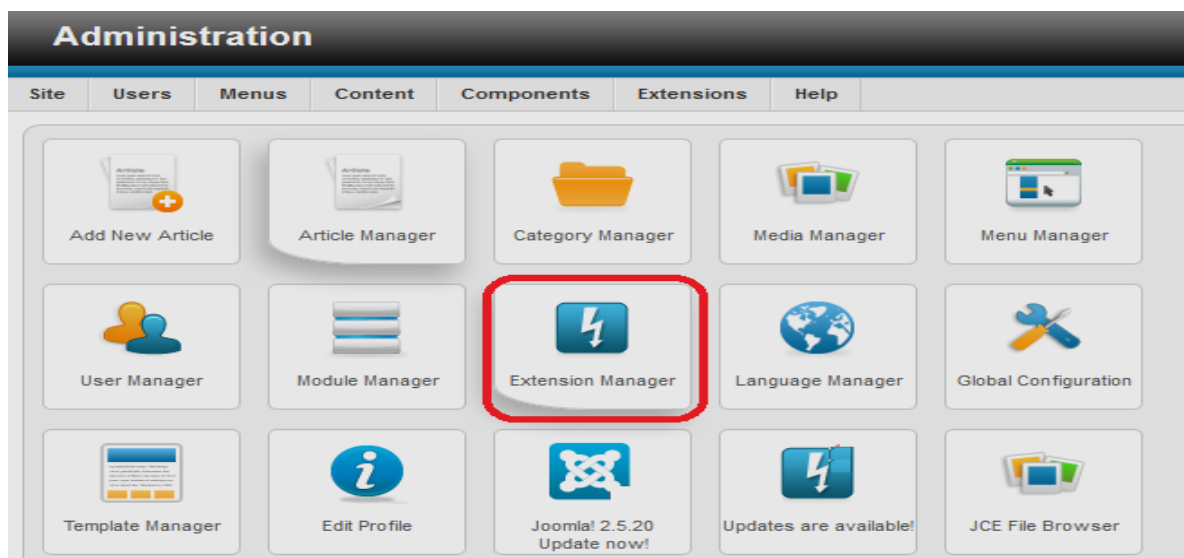 Administration
Site Users Menus Content Components Extensions Help
Article
Article
Add New Article Article Manager Category Manager Media Manager Menu Manager
User Manager Module Manager Extension Manager Language Manager Global Configuration
Template Manager Edit Profile Joomla! 2.5.20 Updates are available! JCE File Browser
Update now!